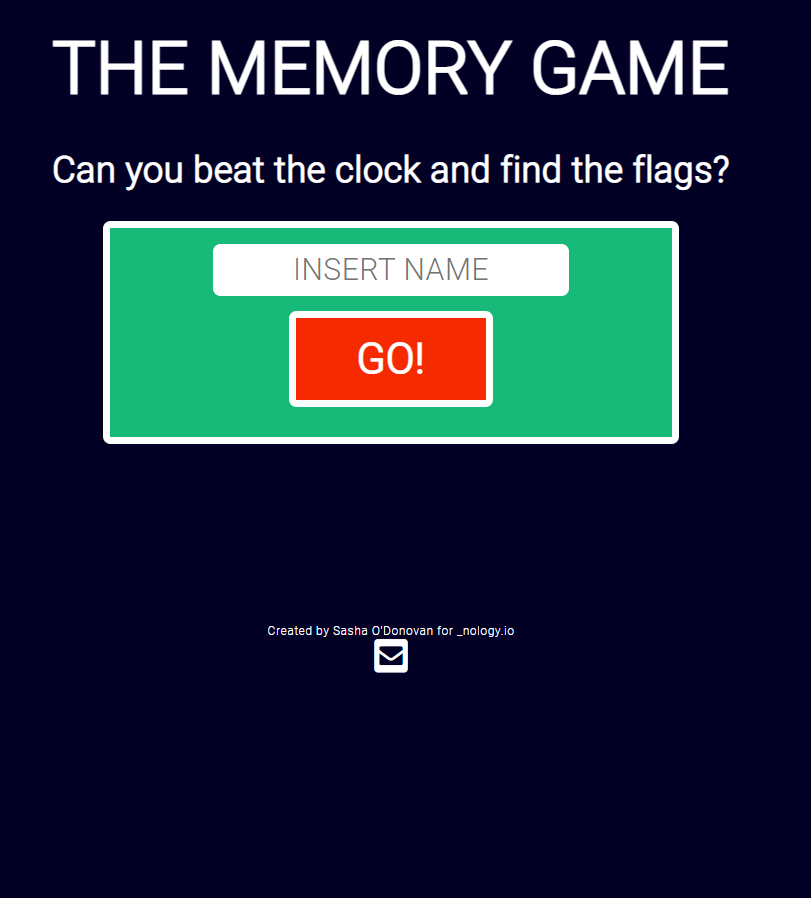 THE MEMORY GAME
Can you beat the clock and find the flags?
INSERT NAME
GO!
Created by Sasha O'Donovan for _nology.io